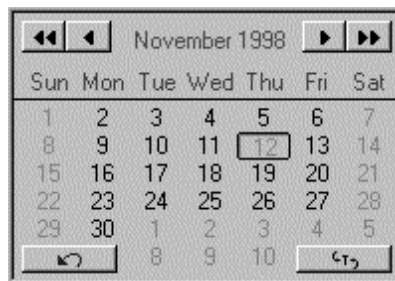 November 1998
Sun Mon Tue Wed Thu Fri Sat
1 2 3 4 5 6 7
8 9 10 11 12 13 14
15 16 17 18 19 20 21
22 23 24 25 26 27 28
29 30 1 2 3 4 5
8 9 10